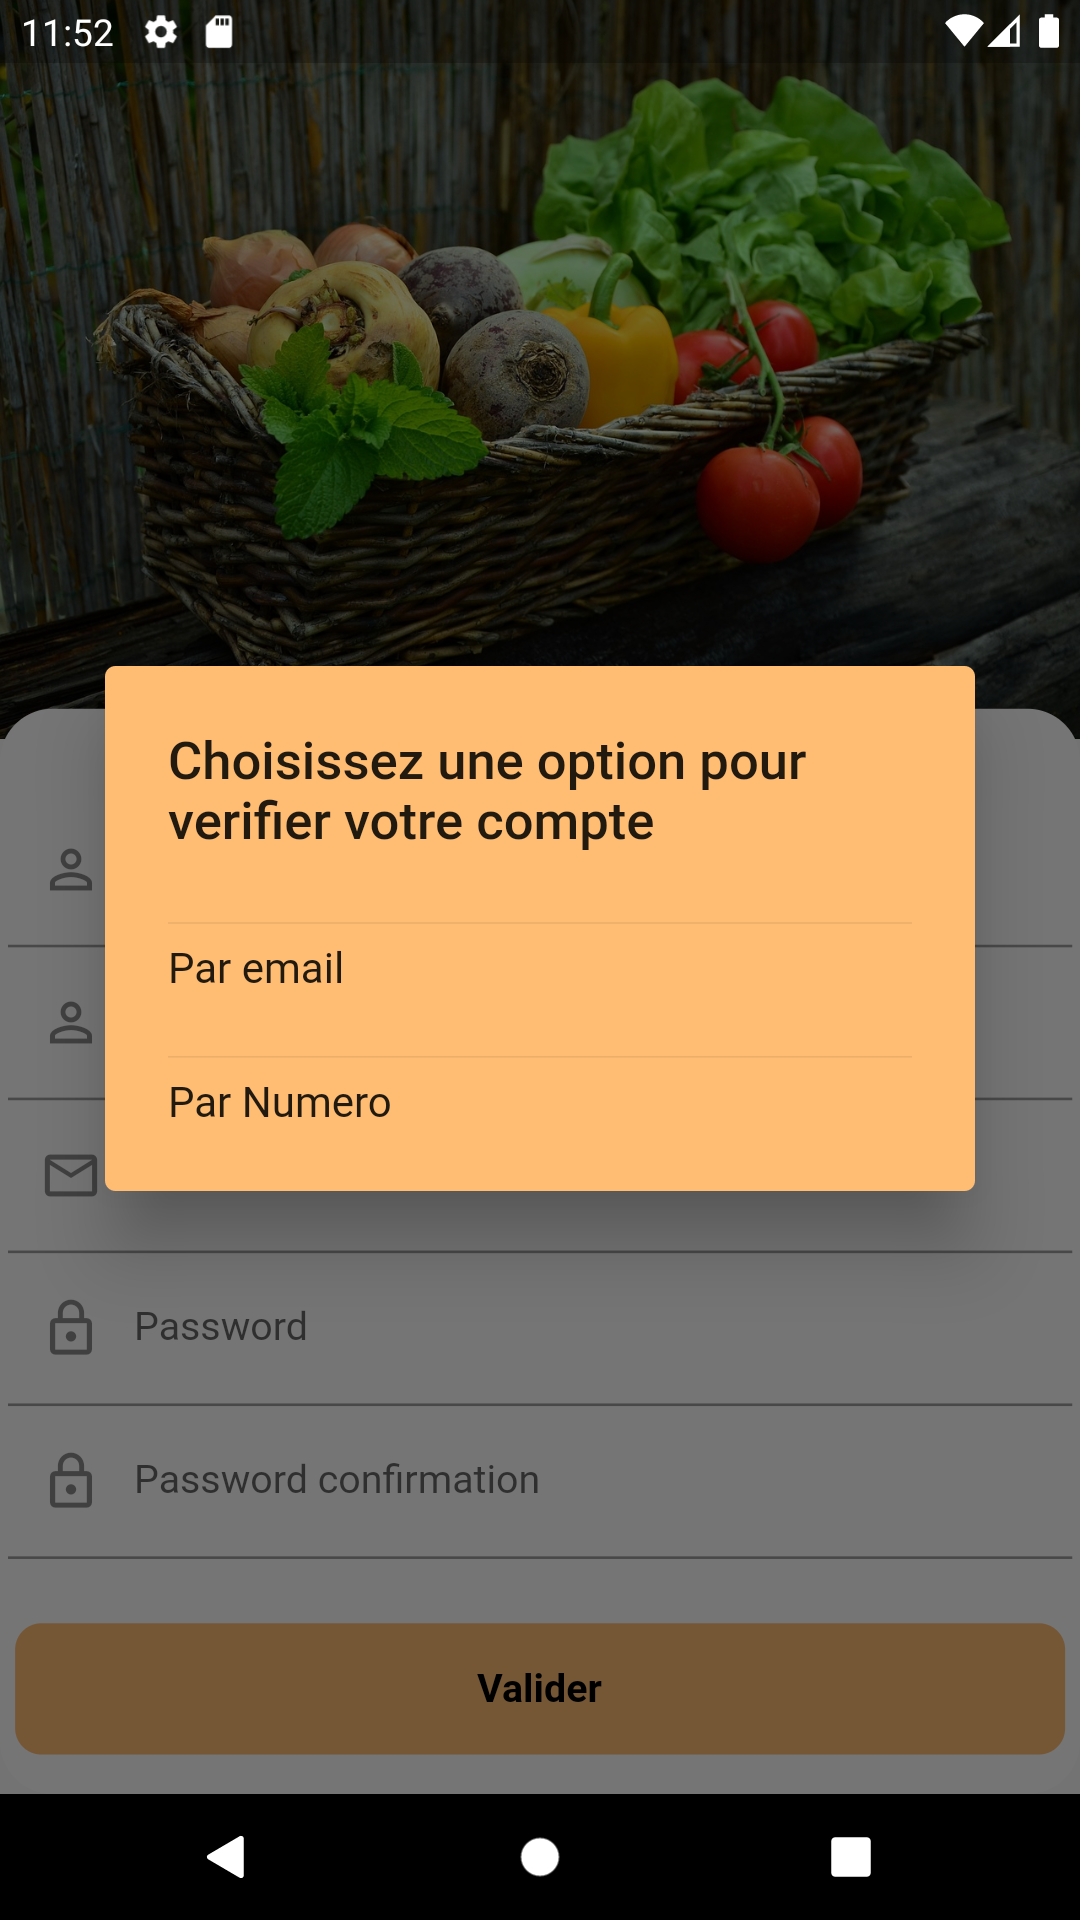 11:52
Choisissez une option pour
verifier votre compte
Par email
Par Numero
Password
Password confirmation
Valider